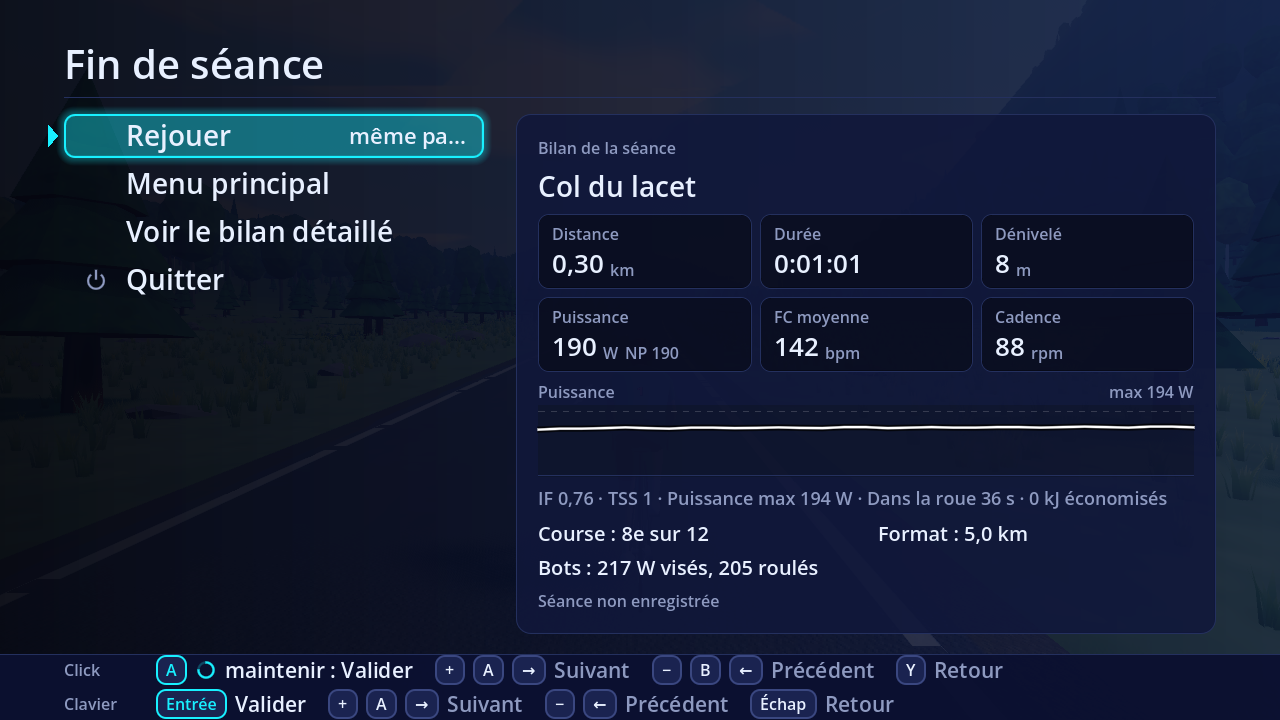 Fin de séance
Rejouer même pa...
Menu principal
Voir le bilan détaillé
Quitter
Bilan de la séance
Col du lacet
Distance Durée Dénivelé
0,30 km 0:01:01 8 m
Puissance FC moyenne Cadence
190 W NP 190 142 bpm 88 rpm
Puissance max 194 W
IF 0,76 · TSS 1 · Puissance max 194 W · Dans la roue 36 s · 0 kJ économisés
Course : 8e sur 12 Format : 5,0 km
Bots : 217 W visés, 205 roulés
Séance non enregistrée
Click A maintenir : Valider + A → Suivant − B ← Précédent Y Retour
Clavier Entrée Valider + A → Suivant − ← Précédent Échap Retour